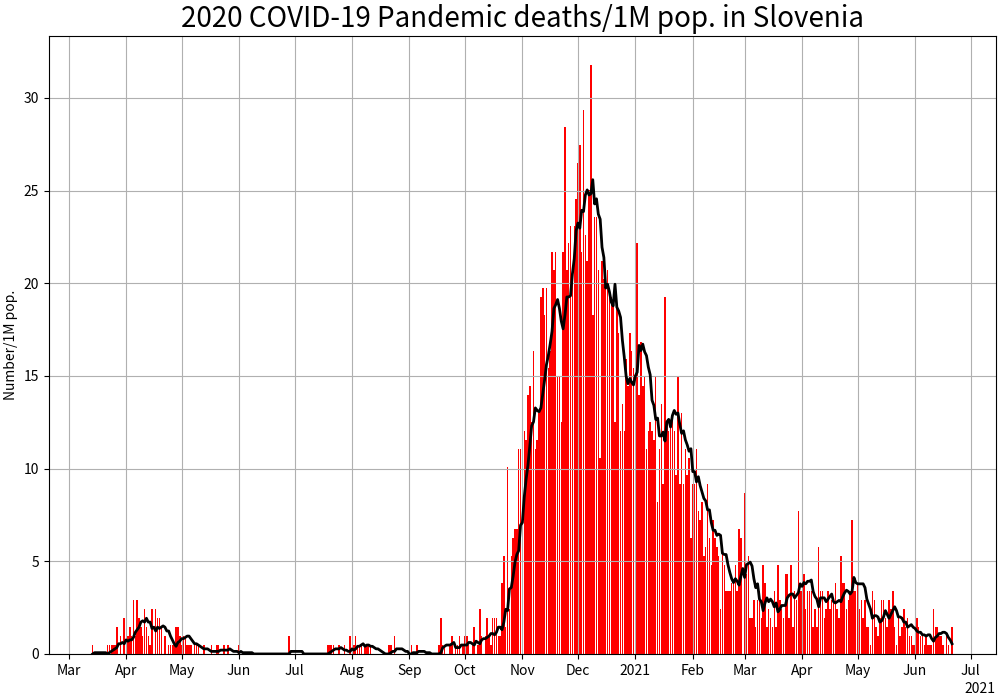 2020 COVID-19 Pandemic deaths/1M pop. in Slovenia
Number/1M pop.
30
25
20
15
10
5
0
Mar Apr May Jun Jul Aug Sep Oct Nov Dec 2021 Feb Mar Apr May Jun Jul
2021